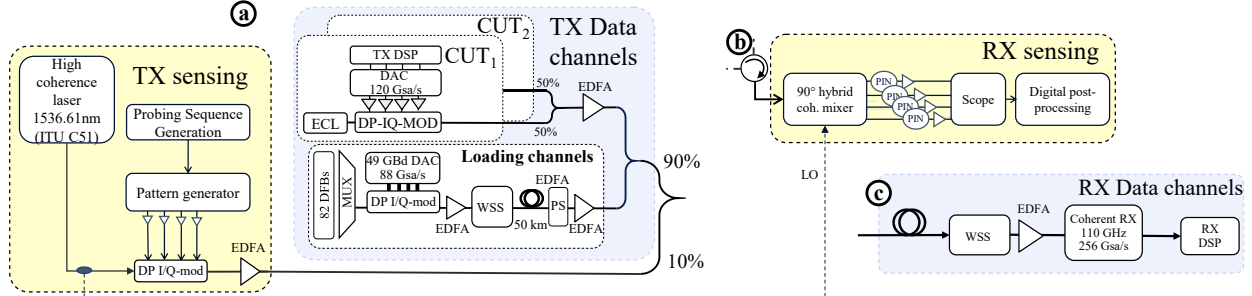 a
TX sensing
High
coherence
laser
1536.61nm
(ITU C51)
Probing Sequence
Generation
Pattern generator
DP I/Q-mod
EDFA
TX Data
channels
CUT2
CUT1
TX DSP
DAC
120 Gsa/s
ECL
DP-IQ-MOD
50%
50%
EDFA
Loading channels
82 DFBs
MUX
49 GBd DAC
88 Gsa/s
DP I/Q-mod
EDFA
WSS
50 km
EDFA
PS
EDFA
90%
10%
b
RX sensing
90° hybrid
coh. mixer
PIN
PIN
PIN
PIN
Scope
Digital post-
processing
LO
c
RX Data channels
WSS
EDFA
Coherent RX
110 GHz
256 Gsa/s
RX
DSP